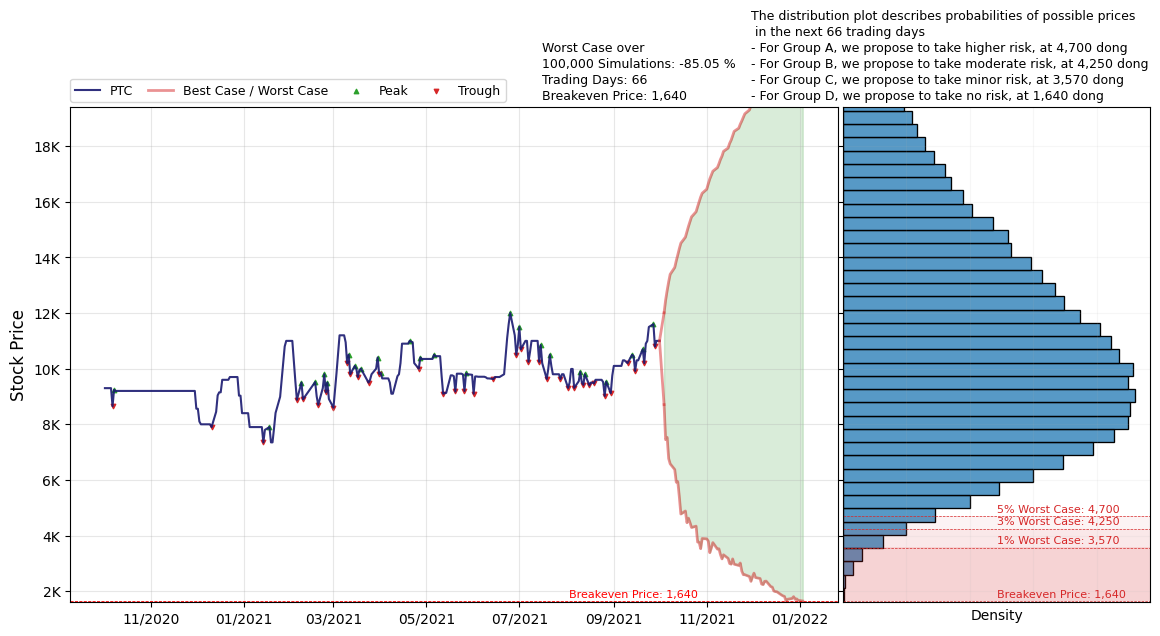 The distribution plot describes probabilities of possible prices
in the next 66 trading days
- For Group A, we propose to take higher risk, at 4,700 dong
- For Group B, we propose to take moderate risk, at 4,250 dong
- For Group C, we propose to take minor risk, at 3,570 dong
- For Group D, we propose to take no risk, at 1,640 dong
Worst Case over
100,000 Simulations: -85.05 %
Trading Days: 66
Breakeven Price: 1,640
PTC
Best Case / Worst Case
Peak
Trough
Stock Price
18K
16K
14K
12K
10K
8K
6K
4K
2K
Breakeven Price: 1,640
11/2020
01/2021
03/2021
05/2021
07/2021
09/2021
11/2021
01/2022
5% Worst Case: 4,700
3% Worst Case: 4,250
1% Worst Case: 3,570
Breakeven Price: 1,640
Density